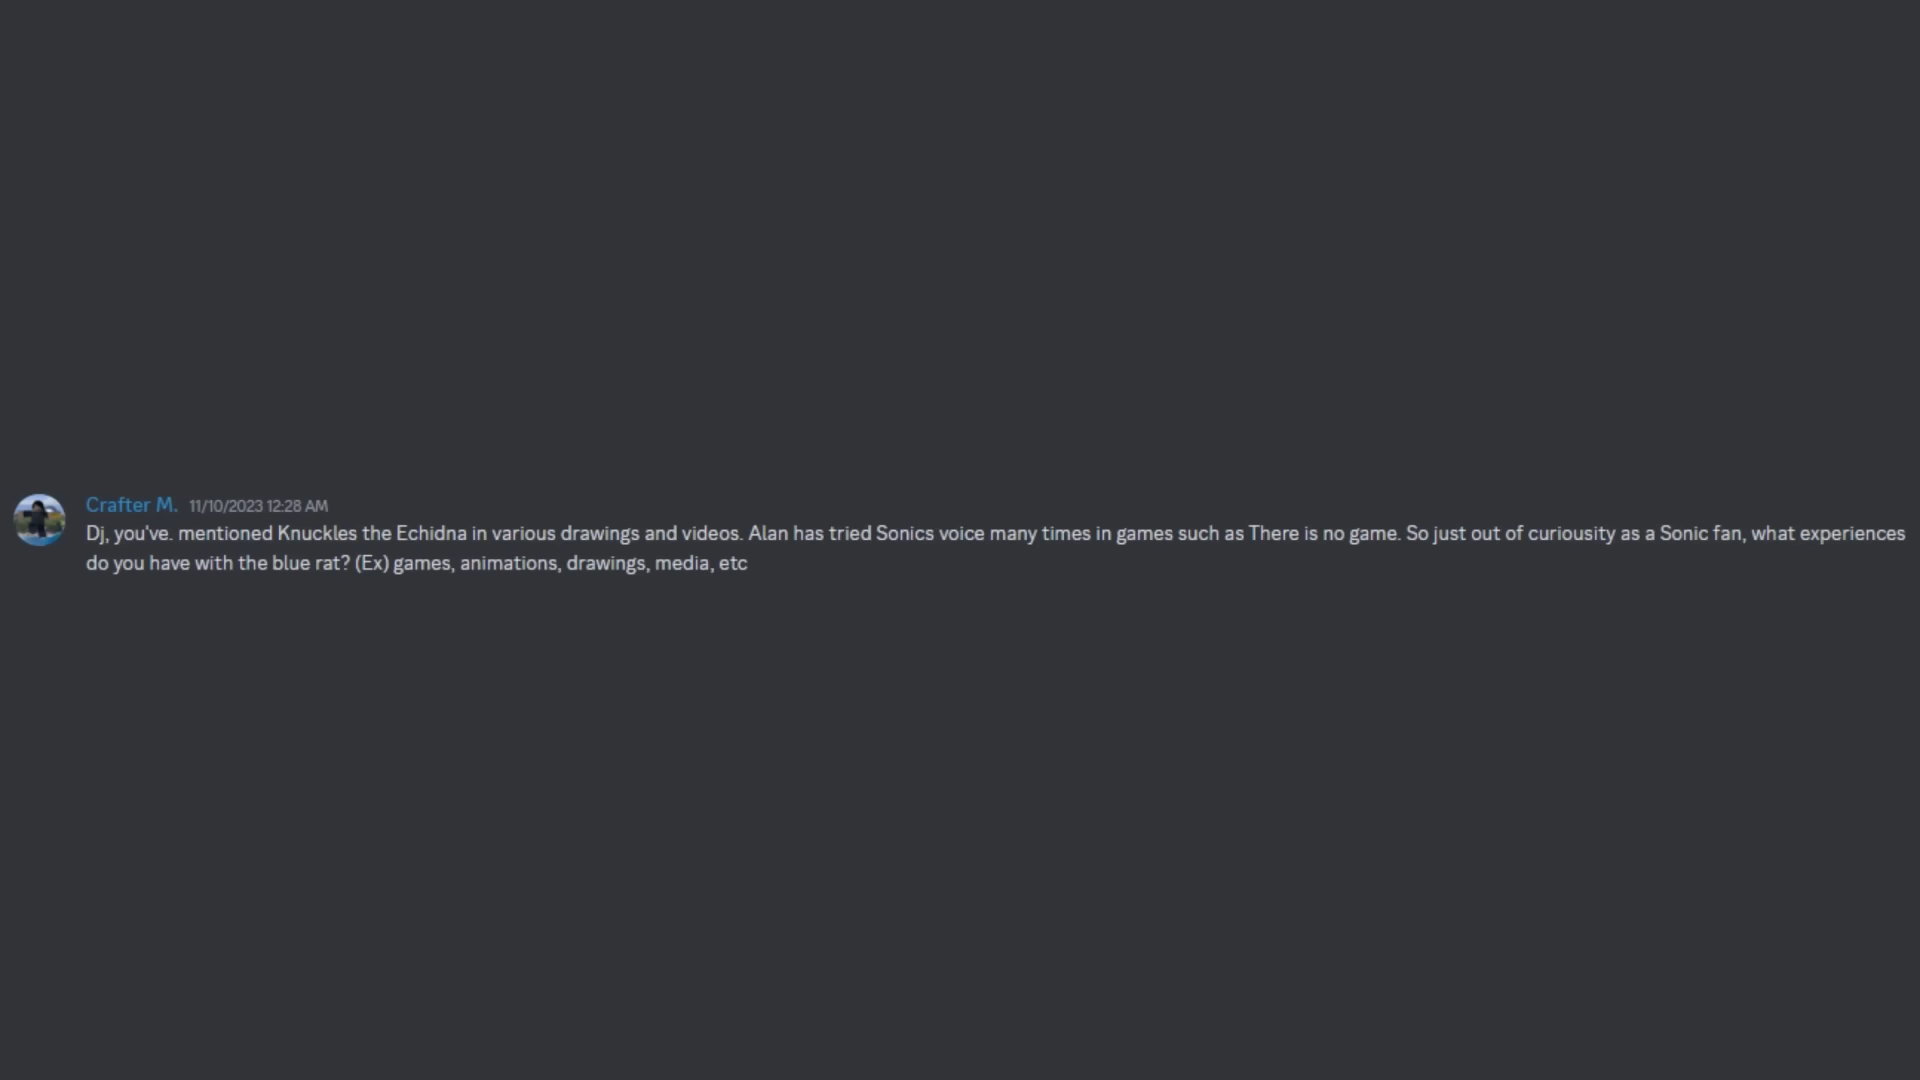 Crafter M. 11/10/2023 12:28 AM
Dj, you've. mentioned Knuckles the Echidna in various drawings and videos. Alan has tried Sonics voice many times in games such as There is no game. So just out of curiousity as a Sonic fan, what experiences
do you have with the blue rat? (Ex) games, animations, drawings, media, etc